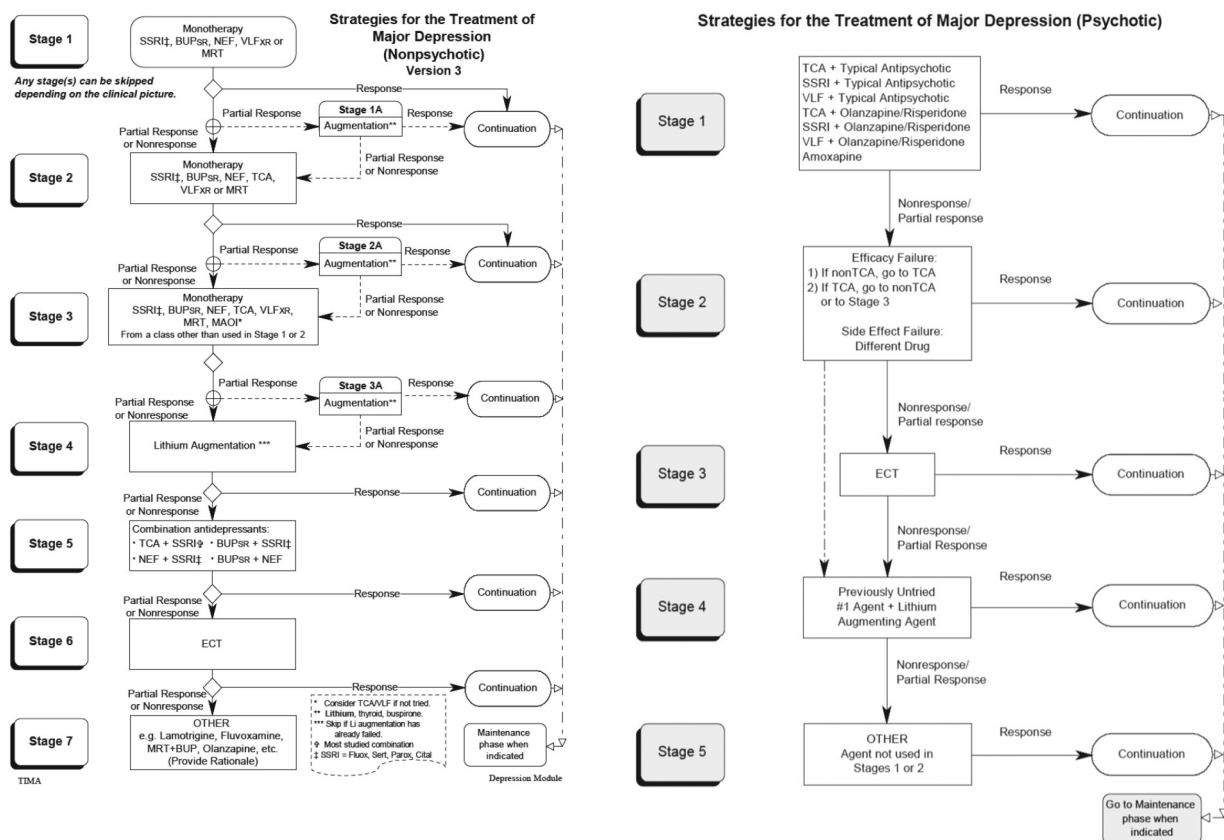 Strategies for the Treatment of
Major Depression
(Nonpsychotic)
Version 3
Stage 1
Monotherapy
SSRI‡, BUPSR, NEF, VLFXR or
MRT
Any stage(s) can be skipped
depending on the clinical picture.
Response
Partial Response
Stage 1A
Augmentation**
Response
Continuation
Partial Response
or Nonresponse
Partial Response
or Nonresponse
Stage 2
Monotherapy
SSRI‡, BUPSR, NEF, TCA,
VLFXR or MRT
Response
Partial Response
Stage 2A
Augmentation**
Response
Continuation
Partial Response
or Nonresponse
Partial Response
or Nonresponse
Stage 3
Monotherapy
SSRI‡, BUPSR, NEF, TCA, VLFXR,
MRT, MAOI*
From a class other than used in Stage 1 or 2
Partial Response
Stage 3A
Augmentation**
Response
Continuation
Partial Response
or Nonresponse
Partial Response
or Nonresponse
Stage 4
Lithium Augmentation ***
Partial Response
or Nonresponse
Response
Continuation
Stage 5
Combination antidepressants:
· TCA + SSRI✞ · BUPSR + SSRI‡
· NEF + SSRI‡ · BUPSR + NEF
Partial Response
or Nonresponse
Response
Continuation
Stage 6
ECT
Partial Response
or Nonresponse
Response
Continuation
Stage 7
OTHER
e.g. Lamotrigine, Fluvoxamine,
MRT+BUP, Olanzapine, etc.
(Provide Rationale)
* Consider TCA/VLF if not tried.
** Lithium, thyroid, buspirone.
*** Skip if Li augmentation has
already failed.
✞ Most studied combination
‡ SSRI = Fluox, Sert, Parox, Cital
Maintenance
phase when
indicated
TIMA
Depression Module
Strategies for the Treatment of Major Depression (Psychotic)
Stage 1
TCA + Typical Antipsychotic
SSRI + Typical Antipsychotic
VLF + Typical Antipsychotic
TCA + Olanzapine/Risperidone
SSRI + Olanzapine/Risperidone
VLF + Olanzapine/Risperidone
Amoxapine
Response
Continuation
Nonresponse/
Partial response
Stage 2
Efficacy Failure:
1) If nonTCA, go to TCA
2) If TCA, go to nonTCA
or to Stage 3
Side Effect Failure:
Different Drug
Response
Continuation
Nonresponse/
Partial response
Stage 3
ECT
Response
Continuation
Nonresponse/
Partial Response
Stage 4
Previously Untried
#1 Agent + Lithium
Augmenting Agent
Response
Continuation
Nonresponse/
Partial Response
Stage 5
OTHER
Agent not used in
Stages 1 or 2
Response
Continuation
Go to Maintenance
phase when
indicated